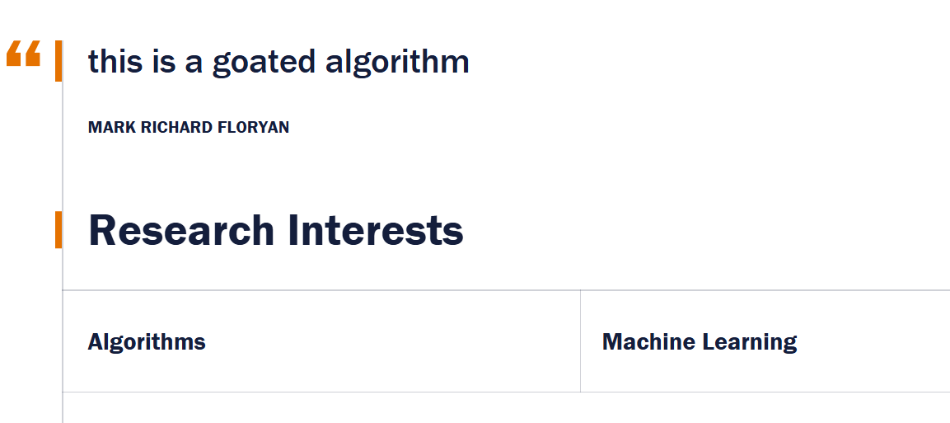 “
this is a goated algorithm
MARK RICHARD FLORYAN
Research Interests
Algorithms
Machine Learning